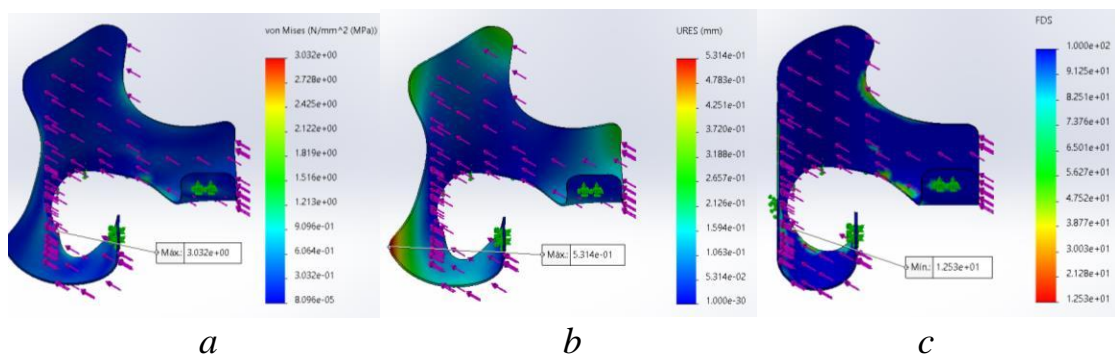 von Mises (N/mm^2 (MPa))
3.032e+00
2.728e+00
2.425e+00
2.122e+00
1.819e+00
1.516e+00
1.213e+00
9.096e-01
6.064e-01
3.032e-01
8.096e-05
Máx.: 3.032e+00
a
URES (mm)
5.314e-01
4.783e-01
4.251e-01
3.720e-01
3.188e-01
2.657e-01
2.126e-01
1.594e-01
1.063e-01
5.314e-02
1.000e-30
Máx.: 5.314e-01
b
FDS
1.000e+02
9.125e+01
8.251e+01
7.376e+01
6.501e+01
5.627e+01
4.752e+01
3.877e+01
3.003e+01
2.128e+01
1.253e+01
Mín.: 1.253e+01
c